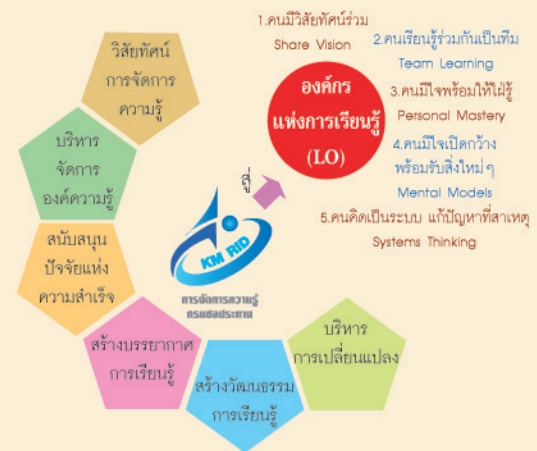 วิสัยทัศน์
การจัดการ
ความรู้
บริหาร
จัดการ
องค์ความรู้
สนับสนุน
ปัจจัยแห่ง
ความสำเร็จ
สร้างบรรยากาศ
การเรียนรู้
สร้างวัฒนธรรม
การเรียนรู้
บริหาร
การเปลี่ยนแปลง
KM RID
การจัดการความรู้
กรมชลประทาน
สู่
องค์กร
แห่งการเรียนรู้
(LO)
1.คนมีวิสัยทัศน์ร่วม
Share Vision
2.คนเรียนรู้ร่วมกันเป็นทีม
Team Learning
3.คนมีใจพร้อมให้ใฝ่รู้
Personal Mastery
4.คนมีใจเปิดกว้าง
พร้อมรับสิ่งใหม่ๆ
Mental Models
5.คนคิดเป็นระบบ แก้ปัญหาที่สาเหตุ
Systems Thinking